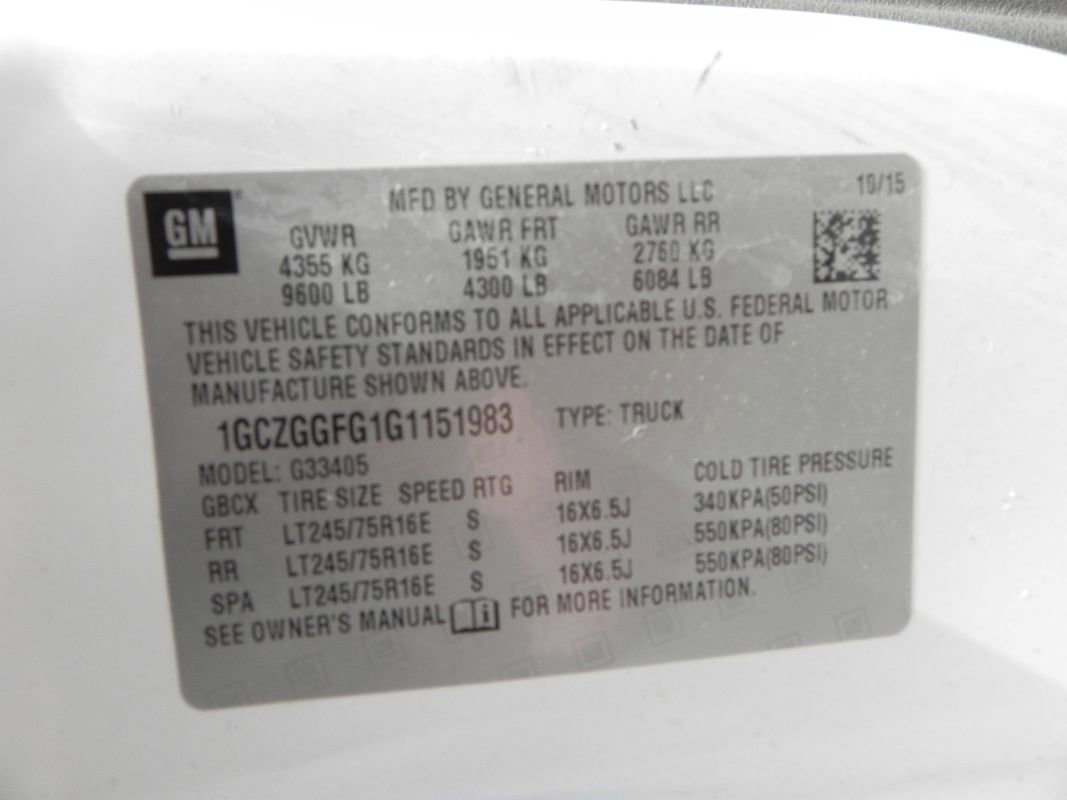 GM
MFD BY GENERAL MOTORS LLC 10/15
GVWR GAWR FRT GAWR RR
4355 KG 1951 KG 2760 KG
9600 LB 4300 LB 6084 LB
THIS VEHICLE CONFORMS TO ALL APPLICABLE U.S. FEDERAL MOTOR
VEHICLE SAFETY STANDARDS IN EFFECT ON THE DATE OF
MANUFACTURE SHOWN ABOVE.
1GCZGGFG1G1151983 TYPE: TRUCK
MODEL: G33405
GBCX TIRE SIZE SPEED RTG RIM COLD TIRE PRESSURE
FRT LT245/75R16E S 16X6.5J 340KPA(50PSI)
RR LT245/75R16E S 16X6.5J 550KPA(80PSI)
SPA LT245/75R16E S 16X6.5J 550KPA(80PSI)
SEE OWNER'S MANUAL i FOR MORE INFORMATION.